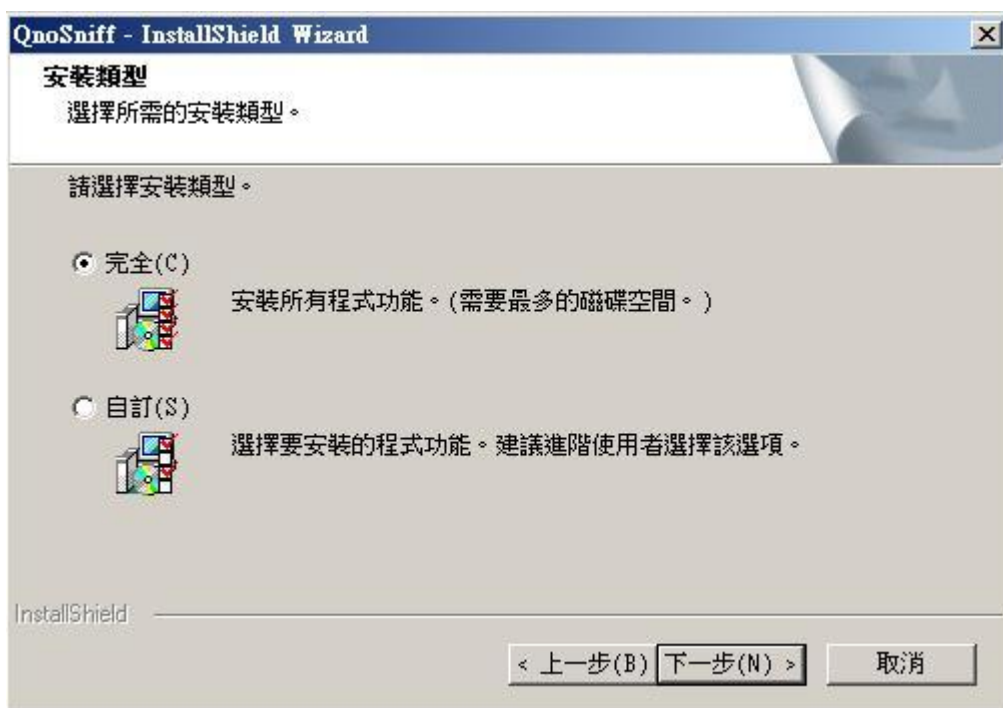 QnoSniff - InstallShield Wizard
安裝類型
選擇所需的安裝類型。
請選擇安裝類型。
完全(C)
安裝所有程式功能。(需要最多的磁碟空間。)
自訂(S)
選擇要安裝的程式功能。建議進階使用者選擇該選項。
InstallShield
< 上一步(B) 下一步(N) > 取消